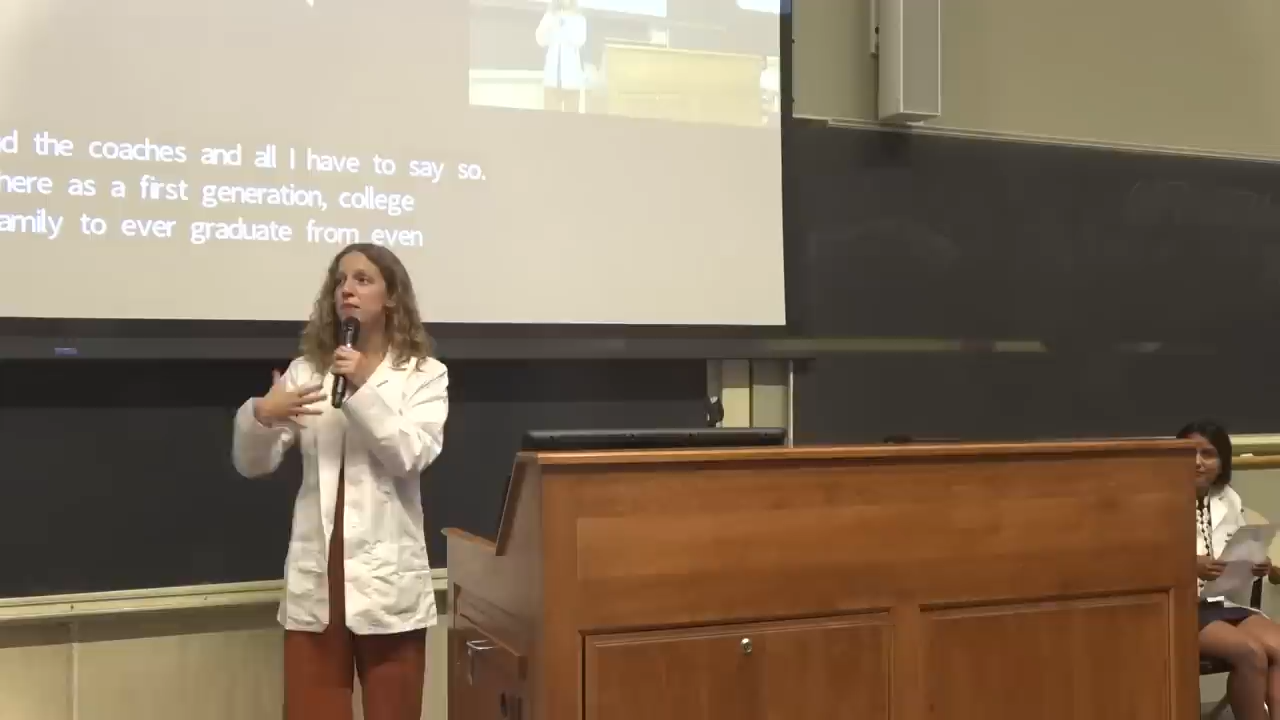 the coaches and all I have to say so.
here as a first generation, college
amily to ever graduate from even